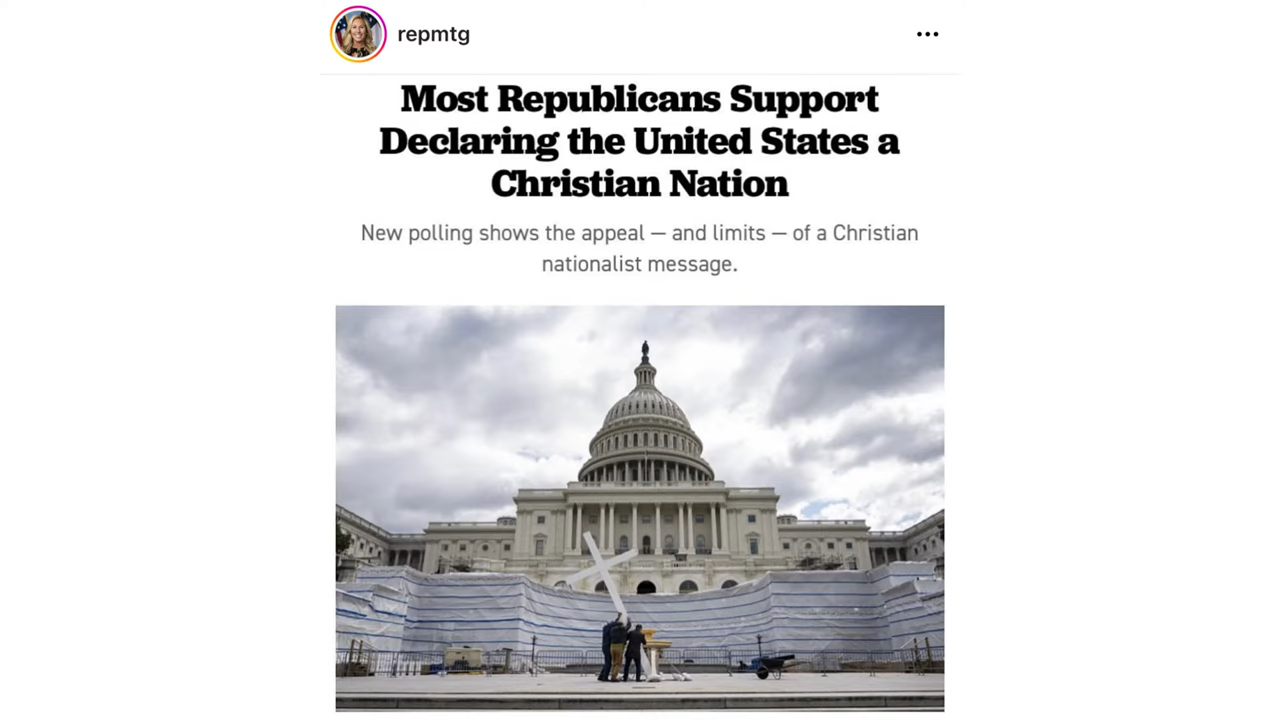 repmtg
Most Republicans Support
Declaring the United States a
Christian Nation
New polling shows the appeal — and limits — of a Christian
nationalist message.